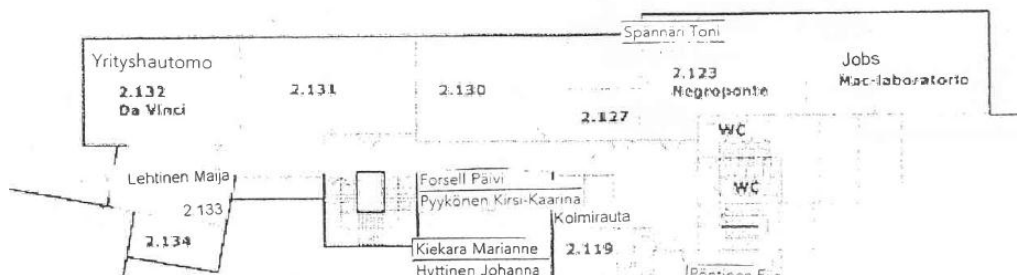 Spännäri Toni
Yrityshautomo
2.132
Da Vinci
2.131
2.130
2.127
2.123
Negroponte
Jobs
Mac-laboratorio
WC
WC
Lehtinen Maija
2.133
2.134
Forsell Päivi
Pyykönen Kirsi-Kaarina
Kolmirauta
2.119
Kiekara Marianne
Hyttinen Johanna